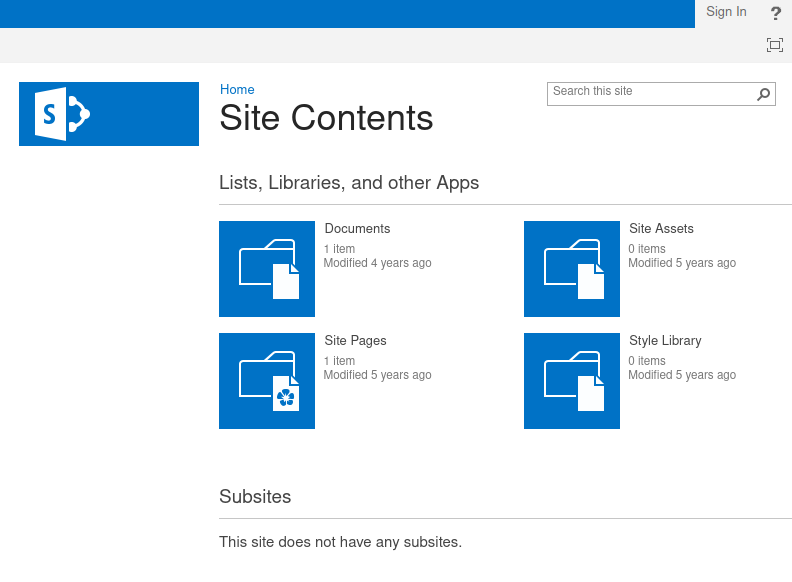 Sign In ?
Home
Search this site
Site Contents
Lists, Libraries, and other Apps
Documents
1 item
Modified 4 years ago
Site Assets
0 items
Modified 5 years ago
Site Pages
1 item
Modified 5 years ago
Style Library
0 items
Modified 5 years ago
Subsites
This site does not have any subsites.
S